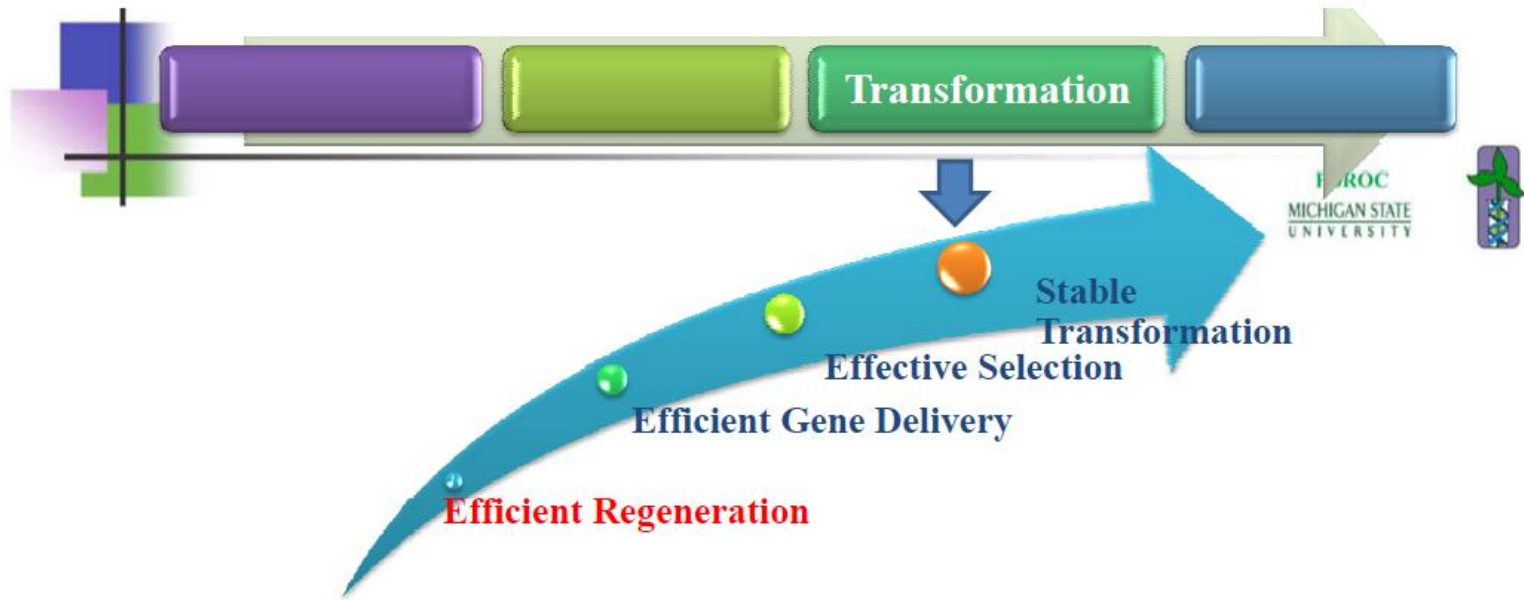 Transformation
MICHIGAN STATE
UNIVERSITY
Stable
Transformation
Effective Selection
Efficient Gene Delivery
Efficient Regeneration